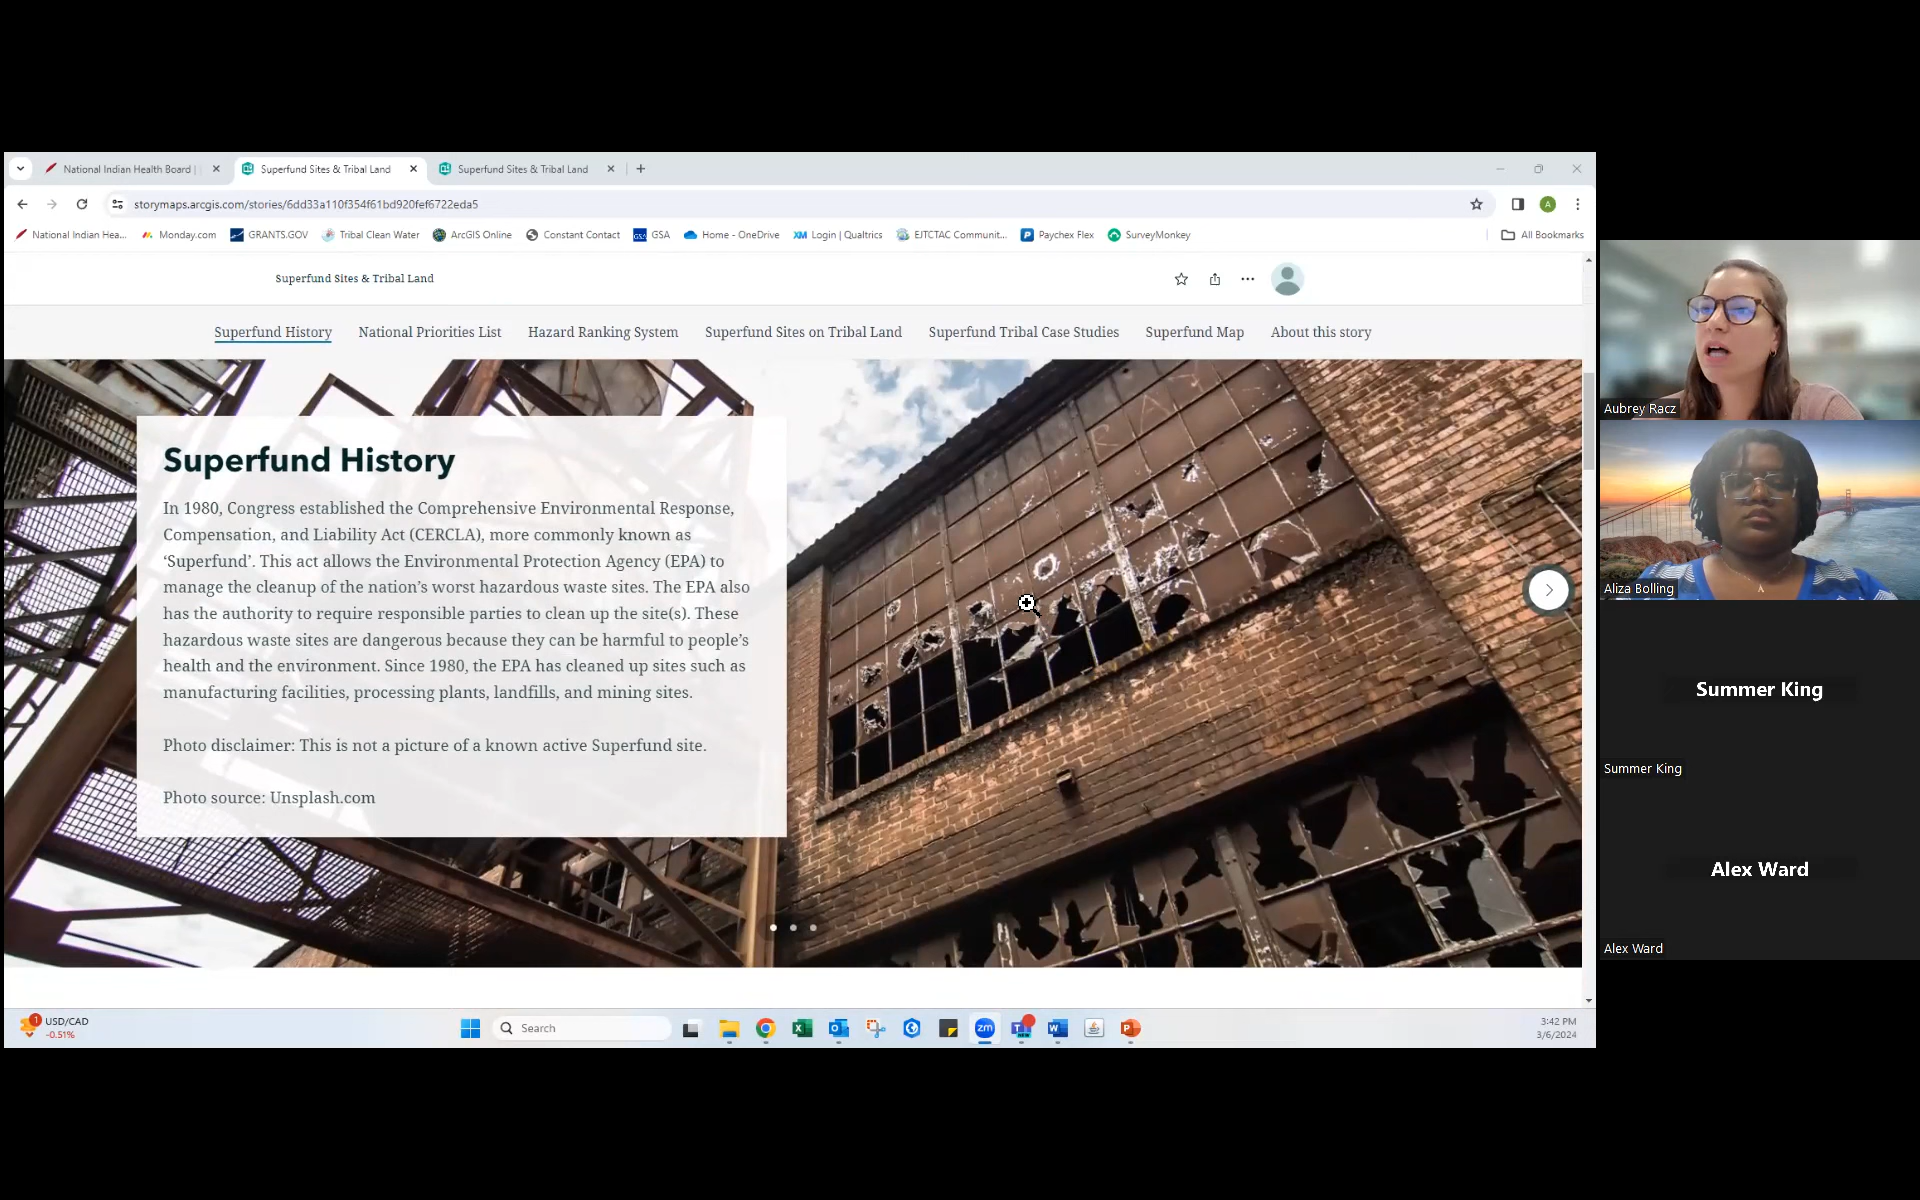 National Indian Health Board |
Superfund Sites & Tribal Land
Superfund Sites & Tribal Land
storymaps.arcgis.com/stories/6dd33a110f354f61bd920fef6722eda5
A
National Indian Hea...
Monday.com
GRANTS.GOV
Tribal Clean Water
ArcGIS Online
Constant Contact
GSA
GSA
Home - OneDrive
XM Login | Qualtrics
EJTCTAC Communit...
P Paychex Flex
SurveyMonkey
All Bookmarks
Superfund Sites & Tribal Land
Superfund History
National Priorities List
Hazard Ranking System
Superfund Sites on Tribal Land
Superfund Tribal Case Studies
Superfund Map
About this story
Superfund History
In 1980, Congress established the Comprehensive Environmental Response,
Compensation, and Liability Act (CERCLA), more commonly known as
‘Superfund’. This act allows the Environmental Protection Agency (EPA) to
manage the cleanup of the nation’s worst hazardous waste sites. The EPA also
has the authority to require responsible parties to clean up the site(s). These
hazardous waste sites are dangerous because they can be harmful to people’s
health and the environment. Since 1980, the EPA has cleaned up sites such as
manufacturing facilities, processing plants, landfills, and mining sites.
Photo disclaimer: This is not a picture of a known active Superfund site.
Photo source: Unsplash.com
1
USD/CAD
-0.51%
Search
zm
NEW
3:42 PM
3/6/2024
Aubrey Racz
Aliza Bolling
Summer King
Summer King
Alex Ward
Alex Ward